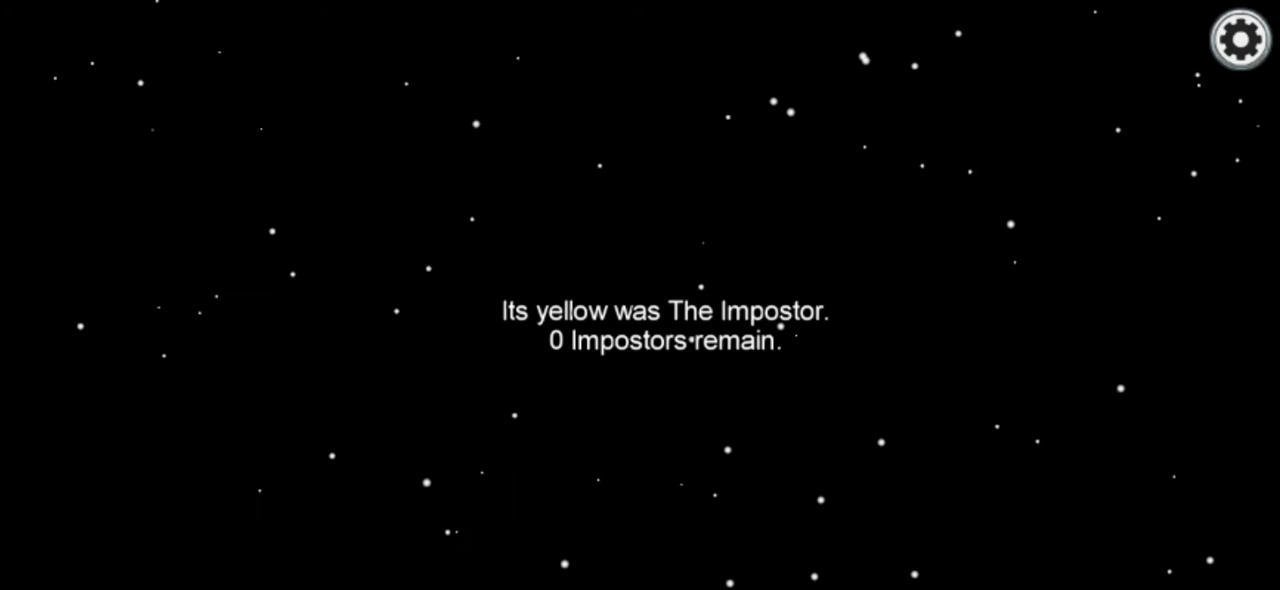 Its yellow was The Impostor.
0 Impostors remain.